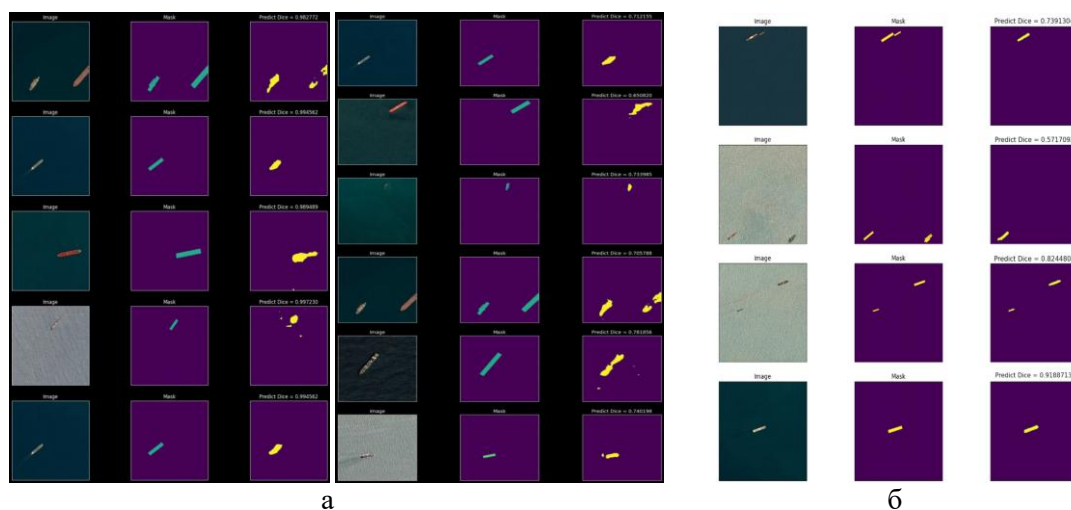 Image Mask Predict Dice = 0.982772
Image Mask Predict Dice = 0.994562
Image Mask Predict Dice = 0.989489
Image Mask Predict Dice = 0.997230
Image Mask Predict Dice = 0.994562
Image Mask Predict Dice = 0.712155
Image Mask Predict Dice = 0.650820
Image Mask Predict Dice = 0.733985
Image Mask Predict Dice = 0.705788
Image Mask Predict Dice = 0.781656
Image Mask Predict Dice = 0.740198
а
Image Mask Predict Dice = 0.7391304
Image Mask Predict Dice = 0.5717097
Image Mask Predict Dice = 0.824480
Image Mask Predict Dice = 0.9188713
б